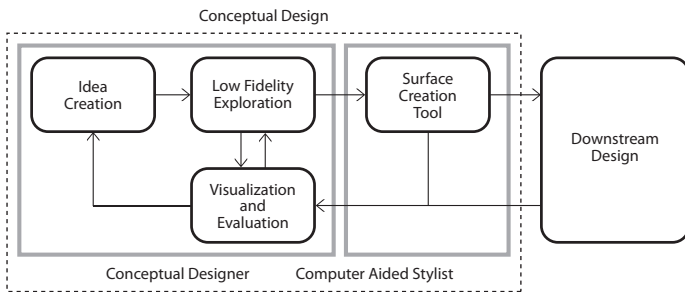 Conceptual Design
Idea
Creation
Low Fidelity
Exploration
Surface
Creation
Tool
Downstream
Design
Visualization
and
Evaluation
Conceptual Designer
Computer Aided Stylist